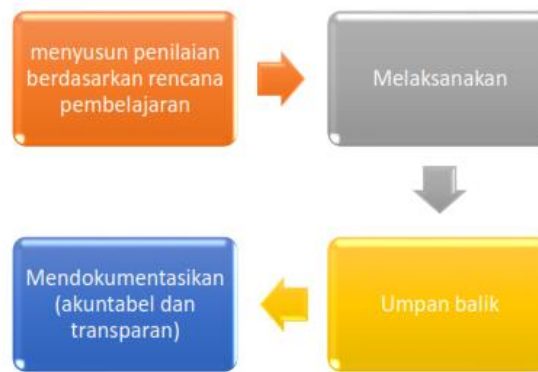 menyusun penilaian
berdasarkan rencana
pembelajaran
Melaksanakan
Umpan balik
Mendokumentasikan
(akuntabel dan
transparan)